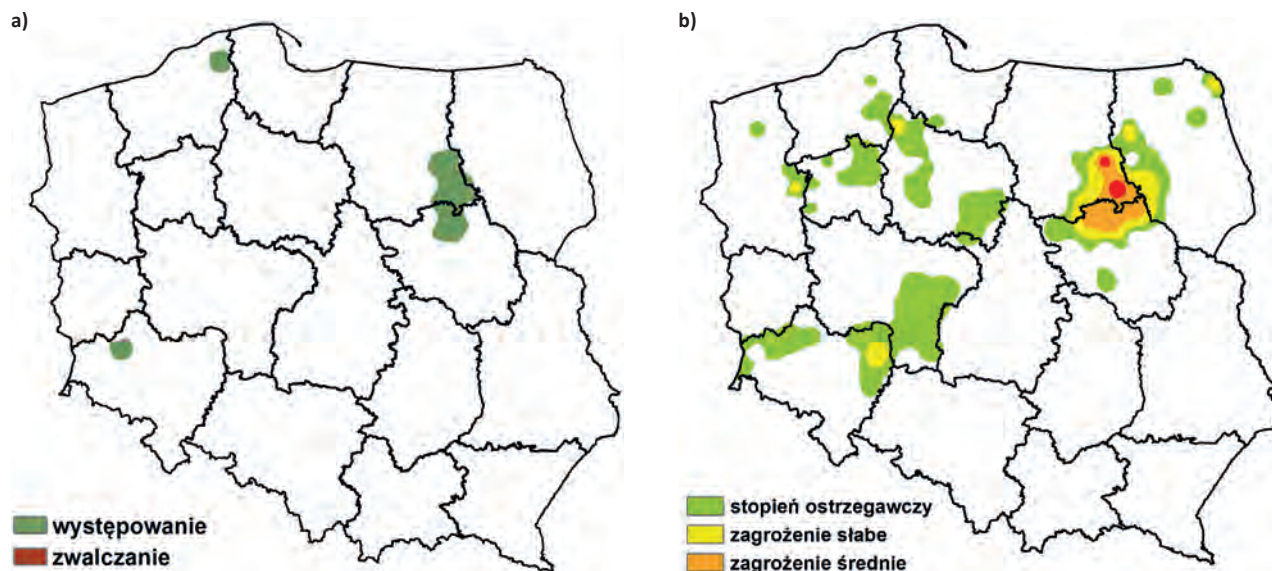 a)
występowanie
zwalczanie
b)
stopień ostrzegawczy
zagrożenie słabe
zagrożenie średnie